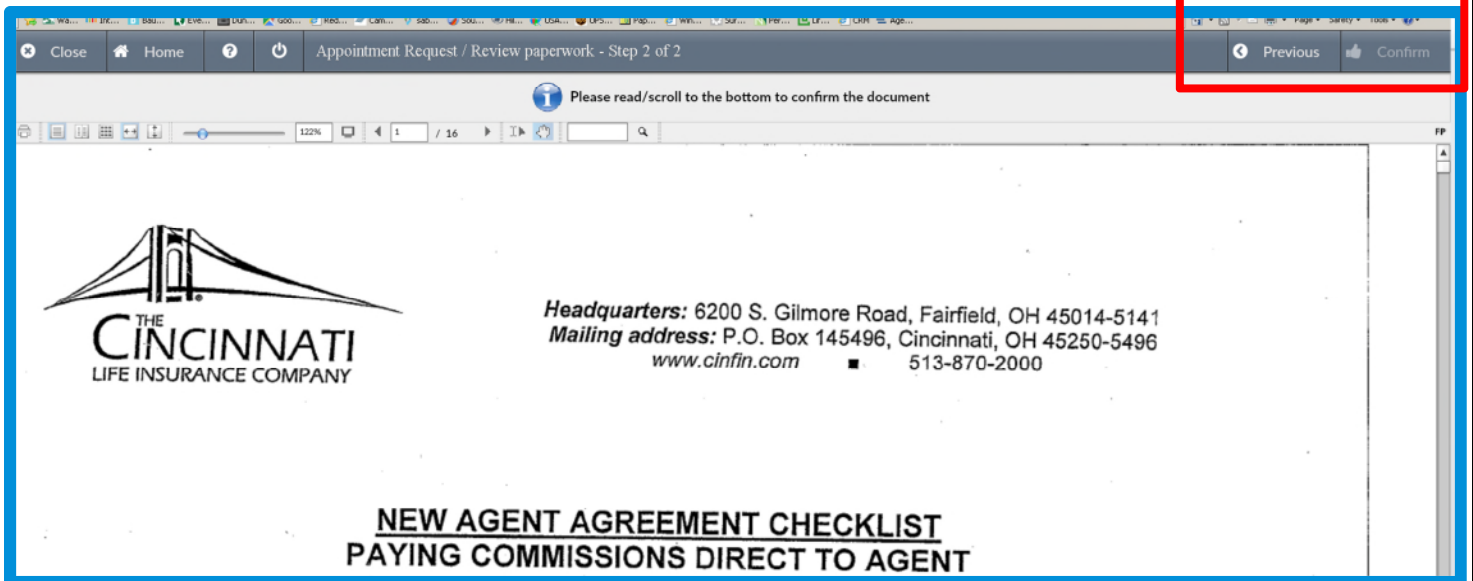 Page Safety Tools
Close Home Appointment Request / Review paperwork - Step 2 of 2 Previous Confirm
Please read/scroll to the bottom to confirm the document
122% 1 / 16 FP
THE
CINCINNATI
LIFE INSURANCE COMPANY
Headquarters: 6200 S. Gilmore Road, Fairfield, OH 45014-5141
Mailing address: P.O. Box 145496, Cincinnati, OH 45250-5496
www.cinfin.com ■ 513-870-2000
NEW AGENT AGREEMENT CHECKLIST
PAYING COMMISSIONS DIRECT TO AGENT